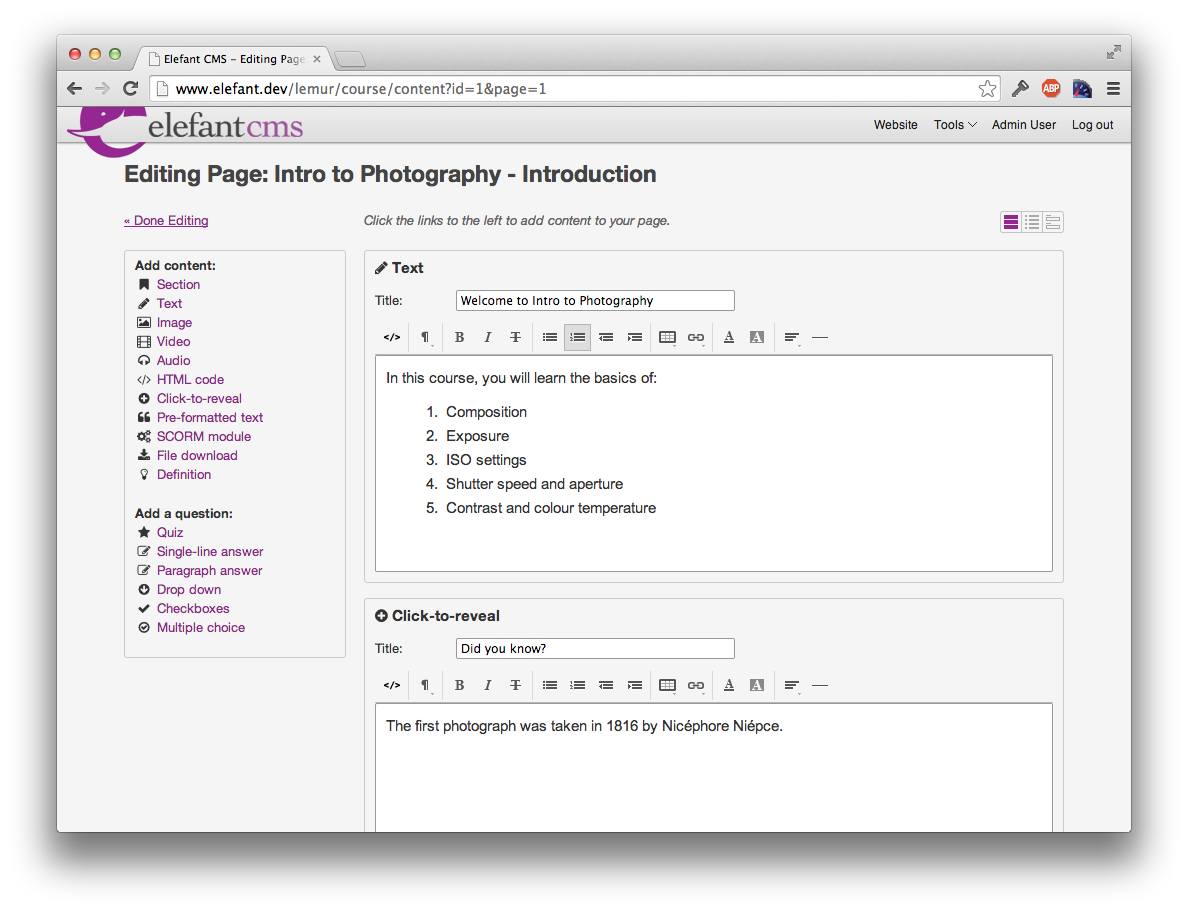 Elefant CMS – Editing Page
www.elefant.dev/lemur/course/content?id=1&page=1
ABP
elefantcms
Website Tools Admin User Log out
Editing Page: Intro to Photography - Introduction
« Done Editing
Click the links to the left to add content to your page.
Add content:
Section
Text
Image
Video
Audio
</> HTML code
Click-to-reveal
Pre-formatted text
SCORM module
File download
Definition
Add a question:
Quiz
Single-line answer
Paragraph answer
Drop down
Checkboxes
Multiple choice
Text
Title: Welcome to Intro to Photography
</> ¶ B I T A A
In this course, you will learn the basics of:
1. Composition
2. Exposure
3. ISO settings
4. Shutter speed and aperture
5. Contrast and colour temperature
Click-to-reveal
Title: Did you know?
</> ¶ B I T A A
The first photograph was taken in 1816 by Nicéphore Niépce.